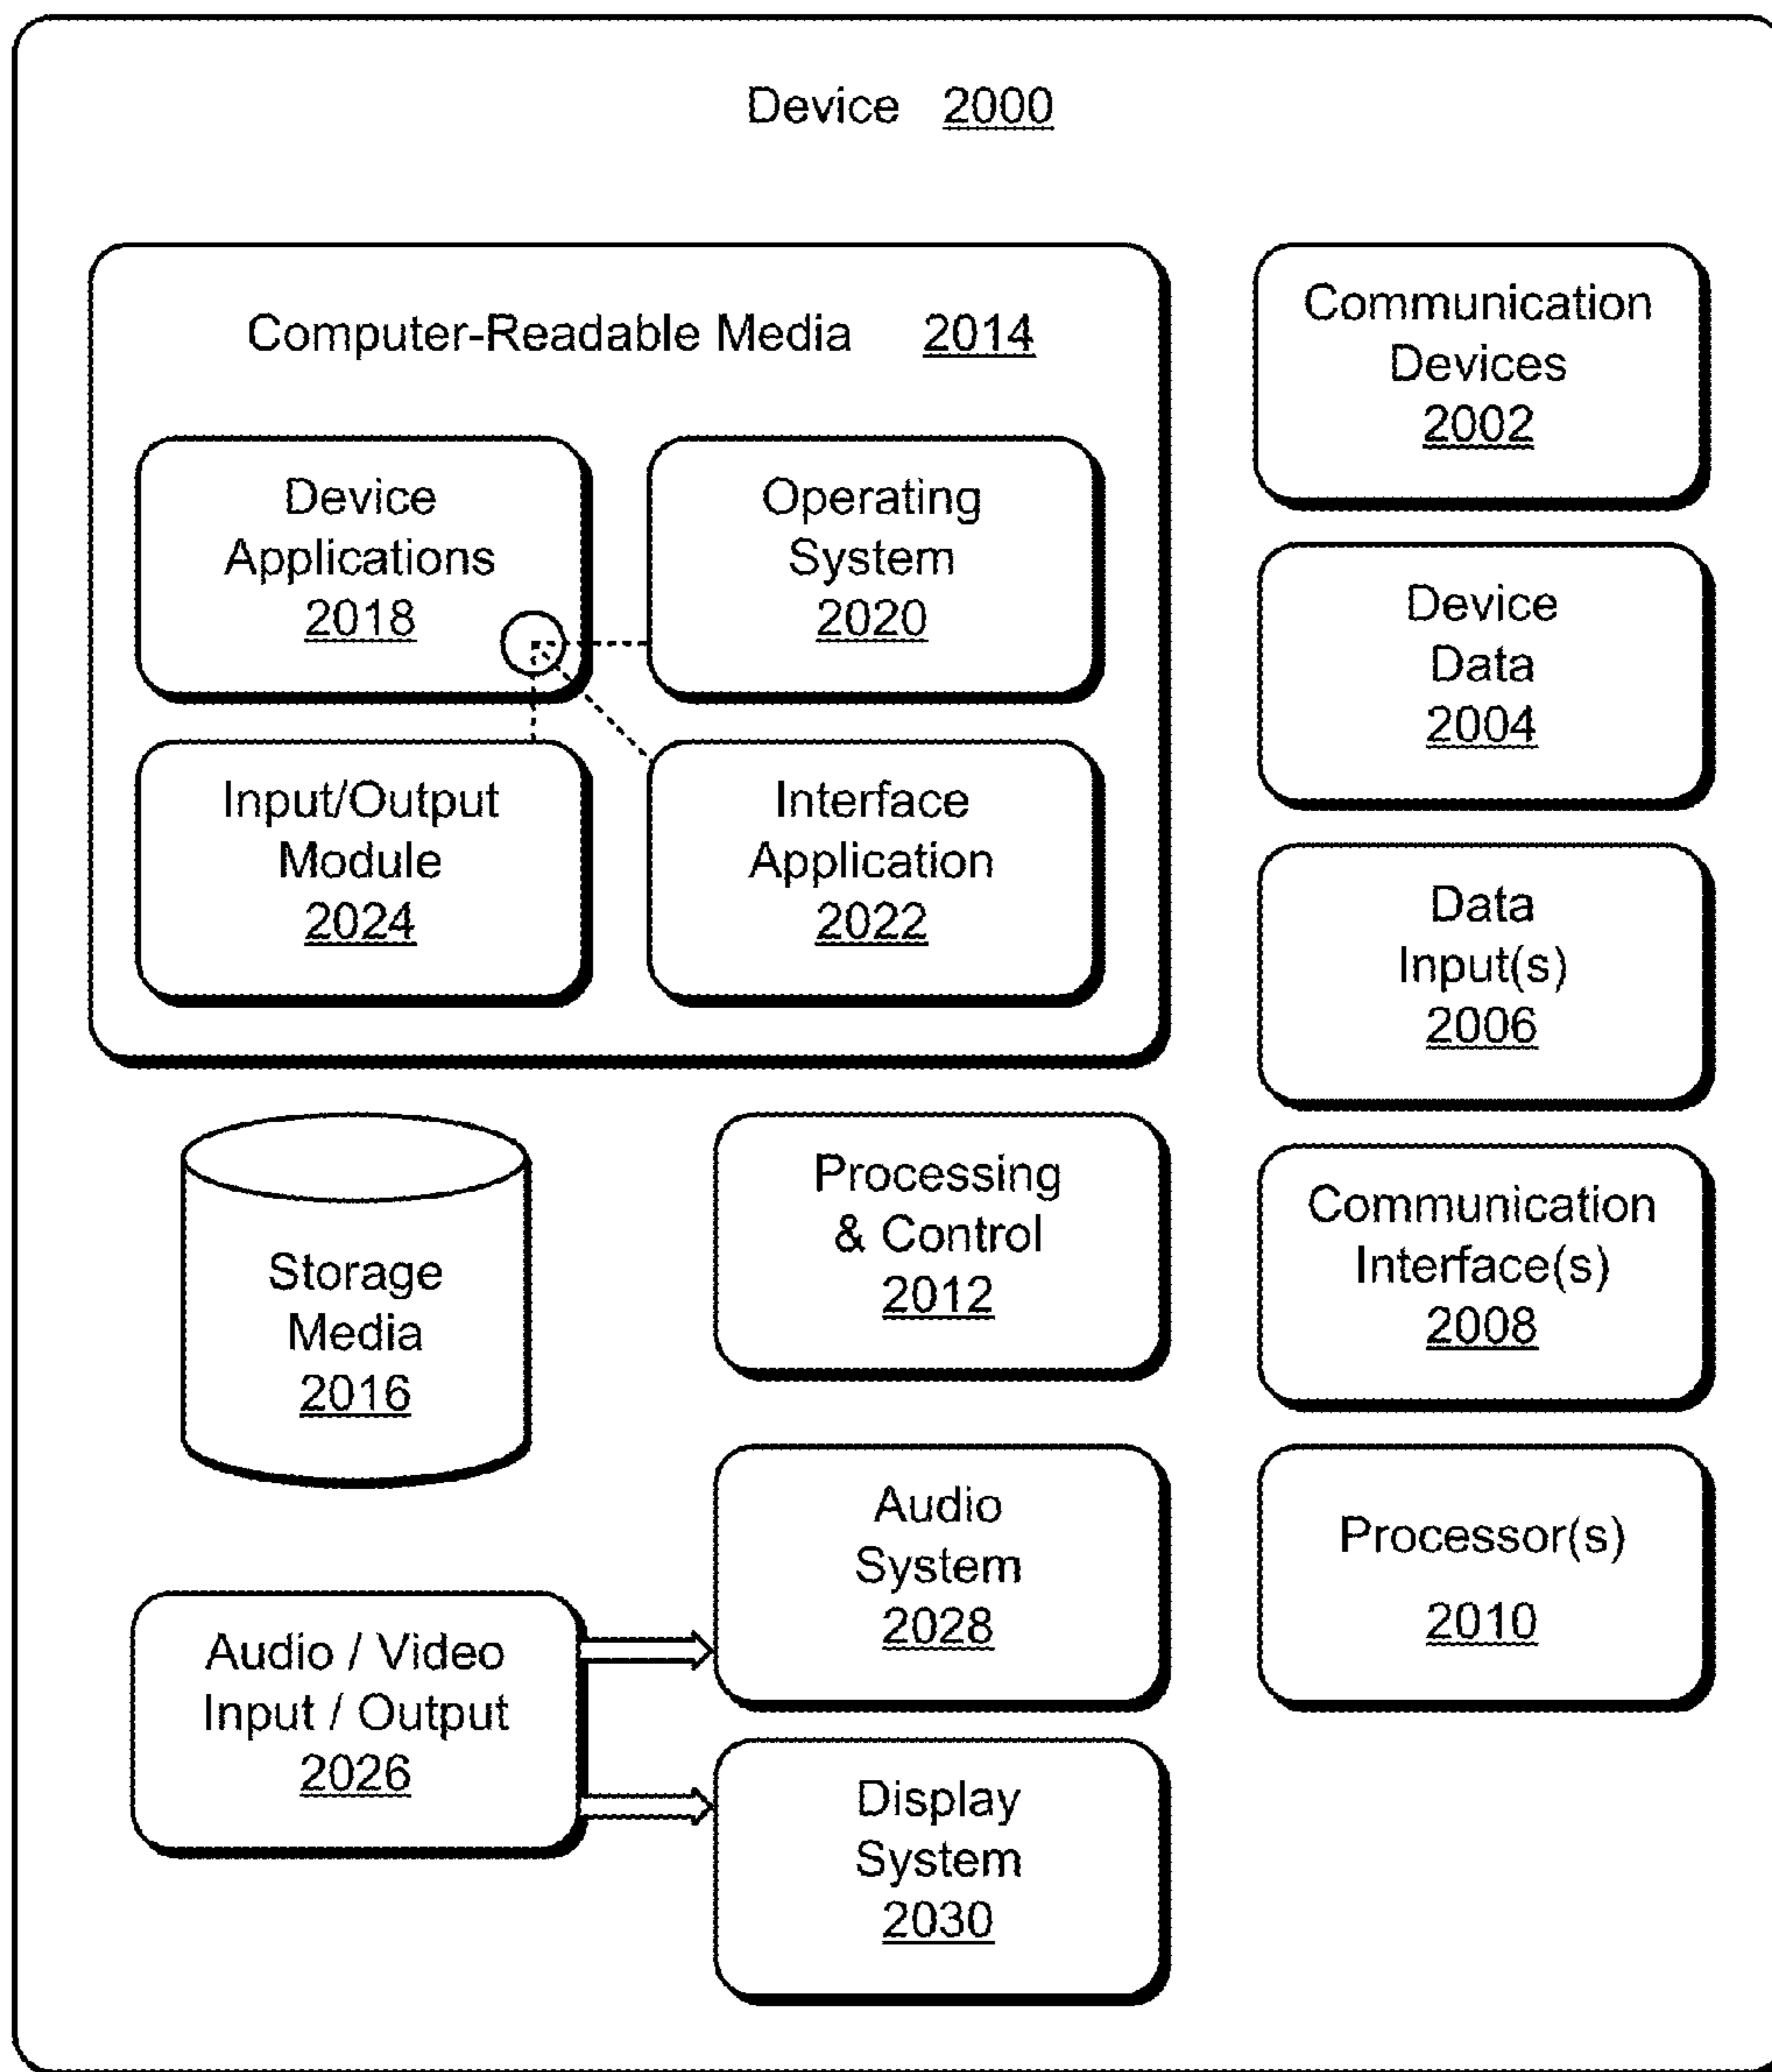 Device 2000
Computer-Readable Media 2014
Device
Applications
2018
Operating
System
2020
Input/Output
Module
2024
Interface
Application
2022
Storage
Media
2016
Processing
& Control
2012
Audio / Video
Input / Output
2026
Audio
System
2028
Display
System
2030
Communication
Devices
2002
Device
Data
2004
Data
Input(s)
2006
Communication
Interface(s)
2008
Processor(s)
2010